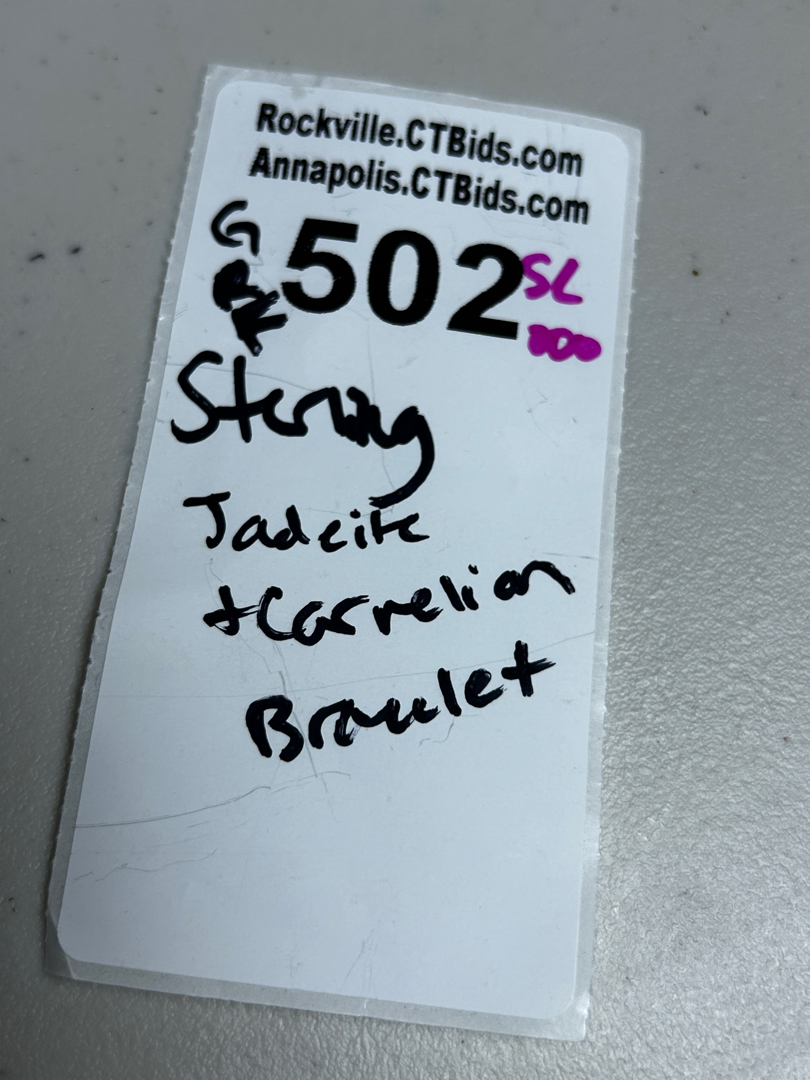 Rockville.CTBids.com
Annapolis.CTBids.com
G
502 SL
Sterling
Jadeite
+Carnelian
Bracelet